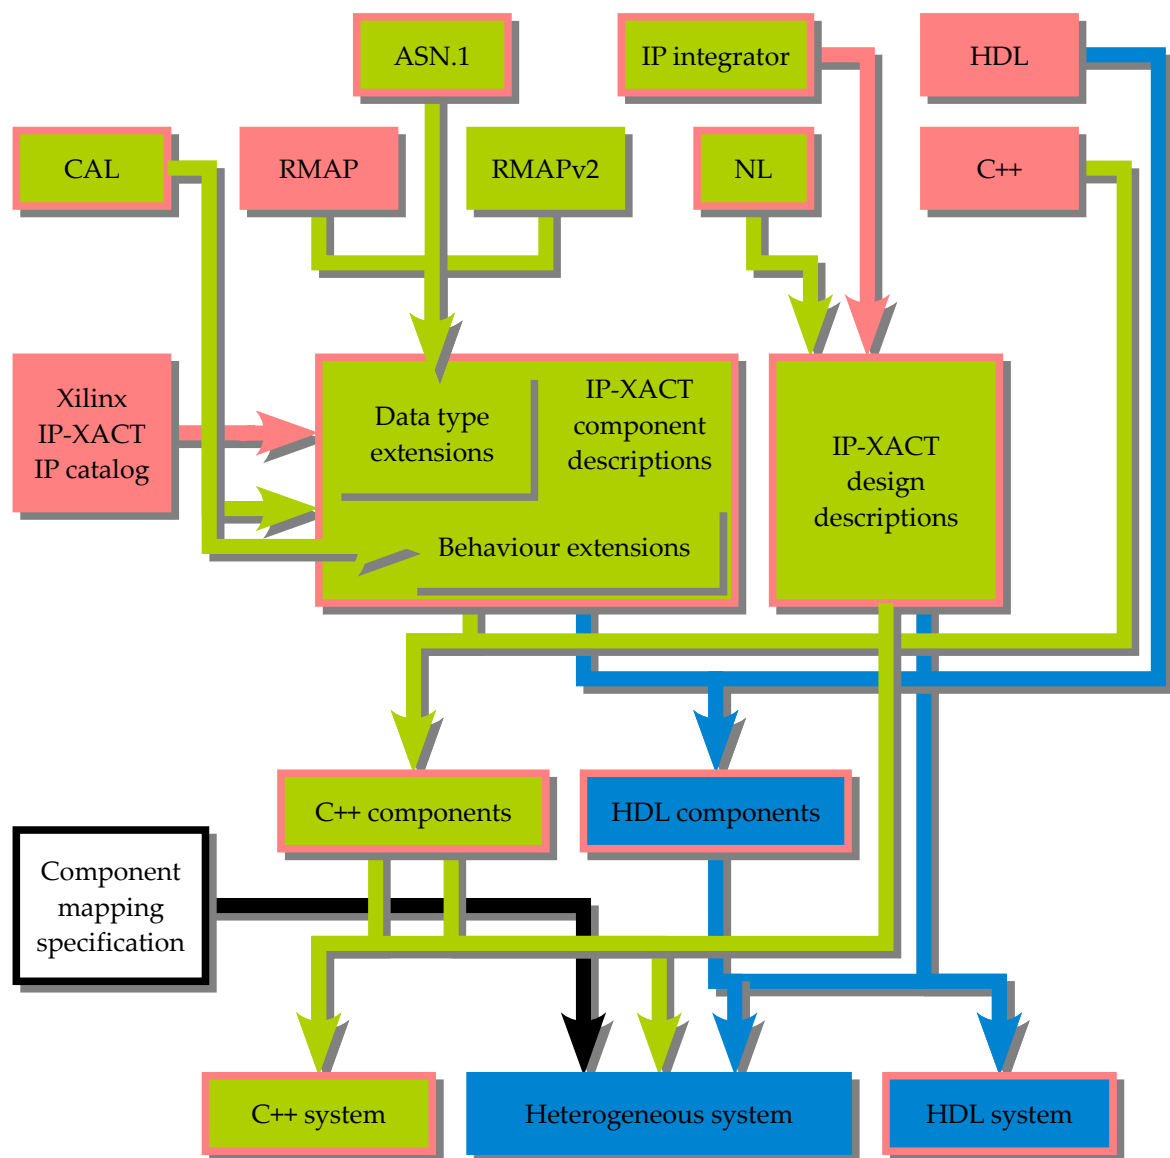 ASN.1
IP integrator
HDL
CAL
RMAP
RMAPv2
NL
C++
Xilinx
IP-XACT
IP catalog
Data type
extensions
IP-XACT
component
descriptions
Behaviour extensions
IP-XACT
design
descriptions
C++ components
HDL components
Component
mapping
specification
C++ system
Heterogeneous system
HDL system